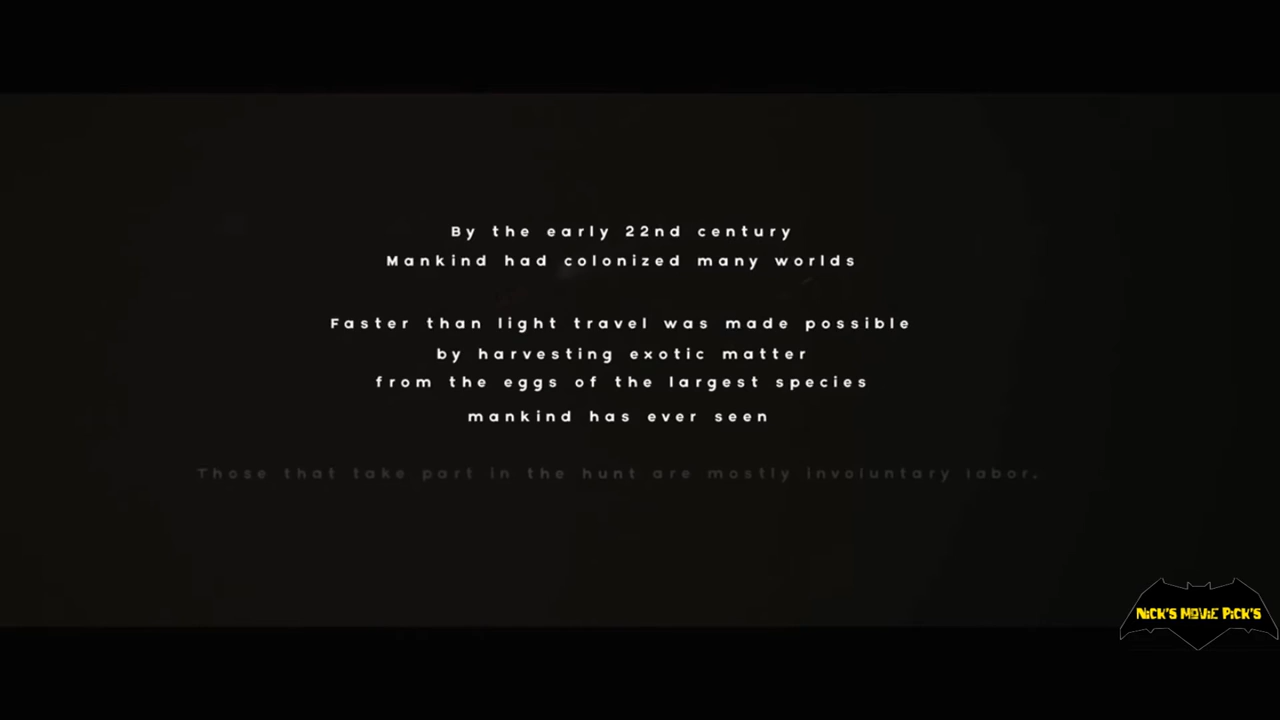 By the early 22nd century
Mankind had colonized many worlds
Faster than light travel was made possible
by harvesting exotic matter
from the eggs of the largest species
mankind has ever seen
Those that take part in the hunt are mostly involuntary labor.
NiCK'S MOViE PiCK'S